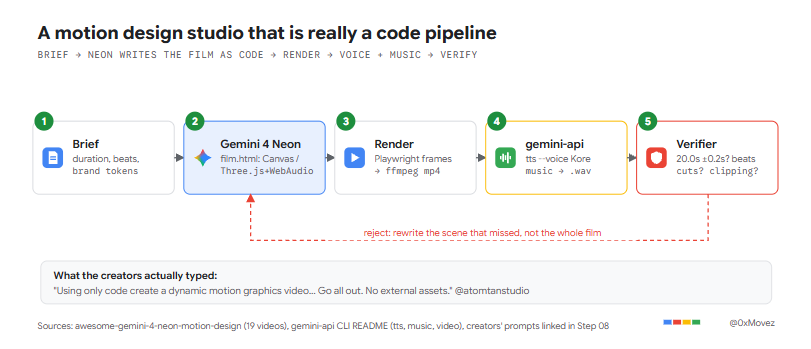 A motion design studio that is really a code pipeline
BRIEF → NEON WRITES THE FILM AS CODE → RENDER → VOICE + MUSIC → VERIFY
1
Brief
duration, beats,
brand tokens
2
Gemini 4 Neon
film.html: Canvas /
Three.js+WebAudio
3
Render
Playwright frames
→ ffmpeg mp4
4
gemini-api
tts --voice Kore
music → .wav
5
Verifier
20.0s ±0.2s? beats
cuts? clipping?
reject: rewrite the scene that missed, not the whole film
What the creators actually typed:
"Using only code create a dynamic motion graphics video... Go all out. No external assets." @atomtanstudio
Sources: awesome-gemini-4-neon-motion-design (19 videos), gemini-api CLI README (tts, music, video), creators' prompts linked in Step 08
@0xMovez